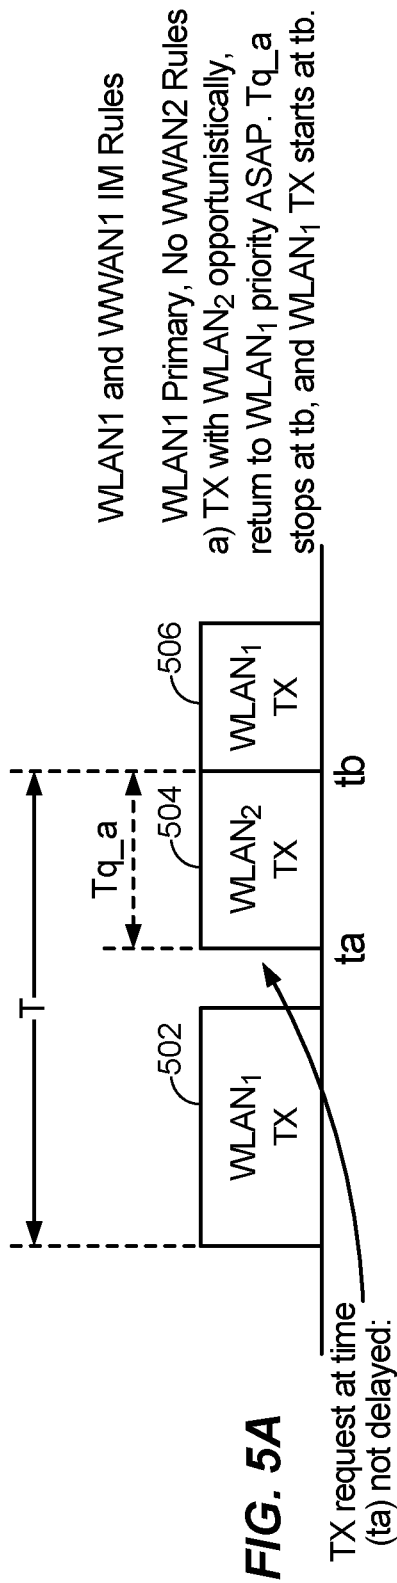 WLAN1 and WWAN1 IM Rules
WLAN1 Primary, No WWAN2 Rules
a) TX with WLAN2 opportunistically,
return to WLAN1 priority ASAP. Tq_a
stops at tb, and WLAN1 TX starts at tb.
T
Tq_a
502
504
506
WLAN1
TX
WLAN2
TX
WLAN1
TX
ta
tb
FIG. 5A
TX request at time
(ta) not delayed: